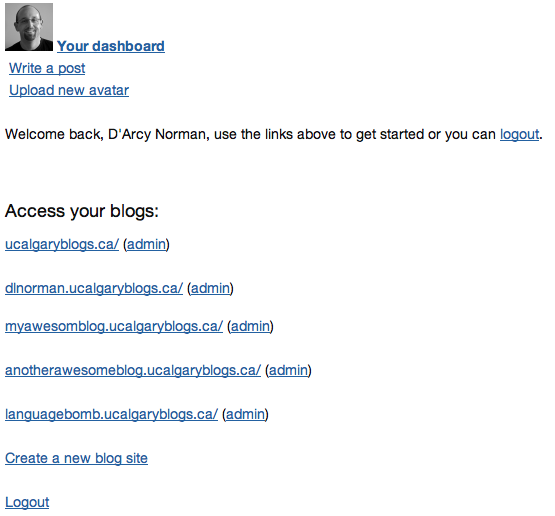 Your dashboard
Write a post
Upload new avatar
Welcome back, D'Arcy Norman, use the links above to get started or you can logout.
Access your blogs:
ucalgaryblogs.ca/ (admin)
dlnorman.ucalgaryblogs.ca/ (admin)
myawesomblog.ucalgaryblogs.ca/ (admin)
anotherawesomeblog.ucalgaryblogs.ca/ (admin)
languagebomb.ucalgaryblogs.ca/ (admin)
Create a new blog site
Logout